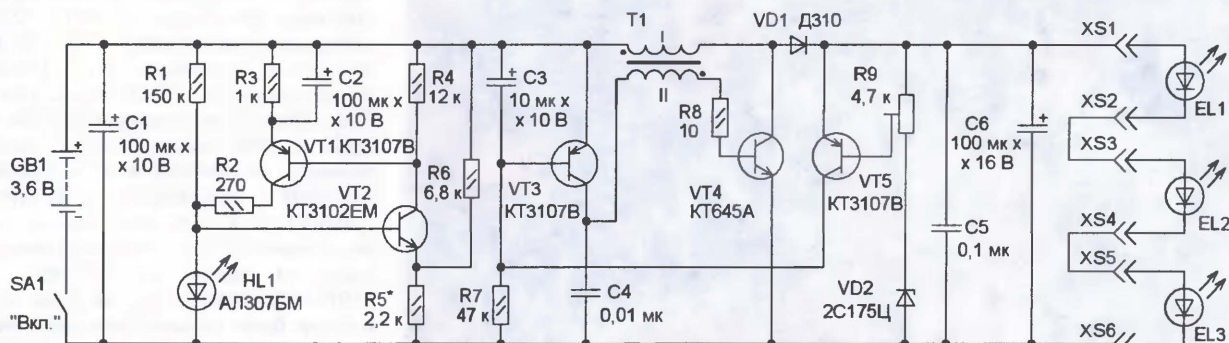 T1
I
II
VD1 Д310
XS1
R1
150 к
R3
1 к
C2
100 мк х
х 10 В
R4
12 к
C3
10 мк х
х 10 В
R8
10
R9
4,7 к
C6
100 мк х
х 16 В
XS2
EL1
XS3
C1
100 мк х
х 10 В
GB1
3,6 В
+
-
VT1 КТ3107В
R2
270
VT2
КТ3102ЕМ
R6
6,8 к
VT3
КТ3107В
VT4
КТ645А
VT5
КТ3107В
C5
0,1 мк
XS4
EL2
XS5
SA1
"Вкл."
HL1
АЛ307БМ
R5*
2,2 к
R7
47 к
C4
0,01 мк
VD2
2С175Ц
XS6
EL3